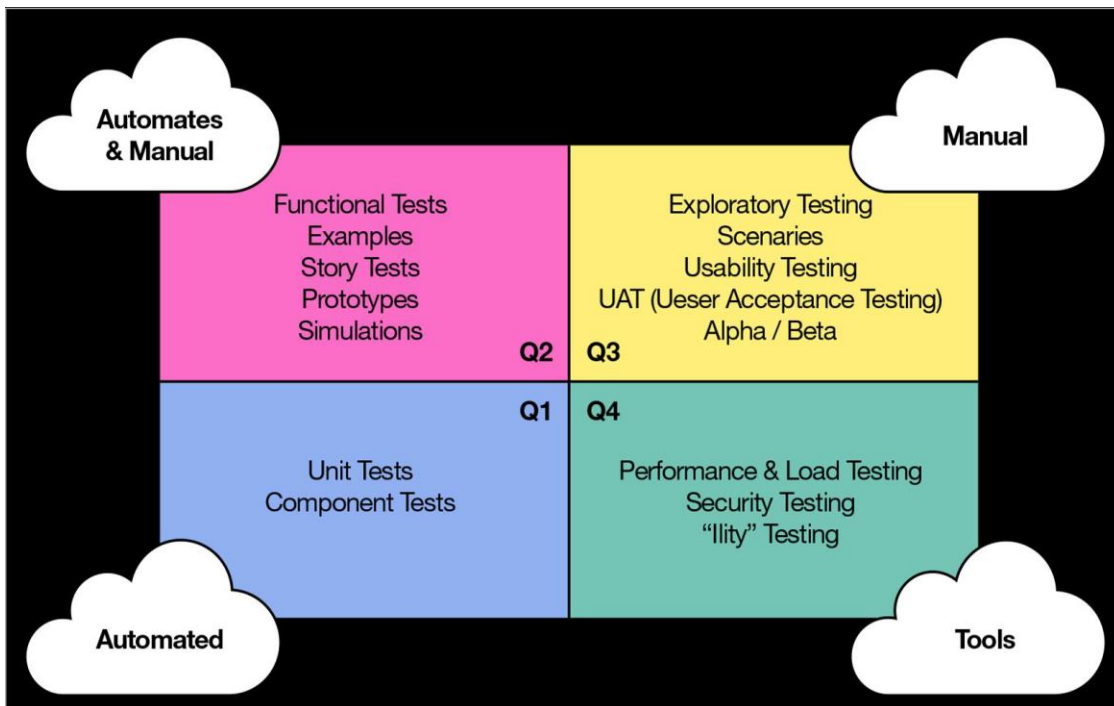 Automates
& Manual
Manual
Functional Tests
Examples
Story Tests
Prototypes
Simulations
Q2
Exploratory Testing
Scenaries
Usability Testing
UAT (Ueser Acceptance Testing)
Alpha / Beta
Q3
Q1
Unit Tests
Component Tests
Q4
Performance & Load Testing
Security Testing
“Ility” Testing
Automated
Tools